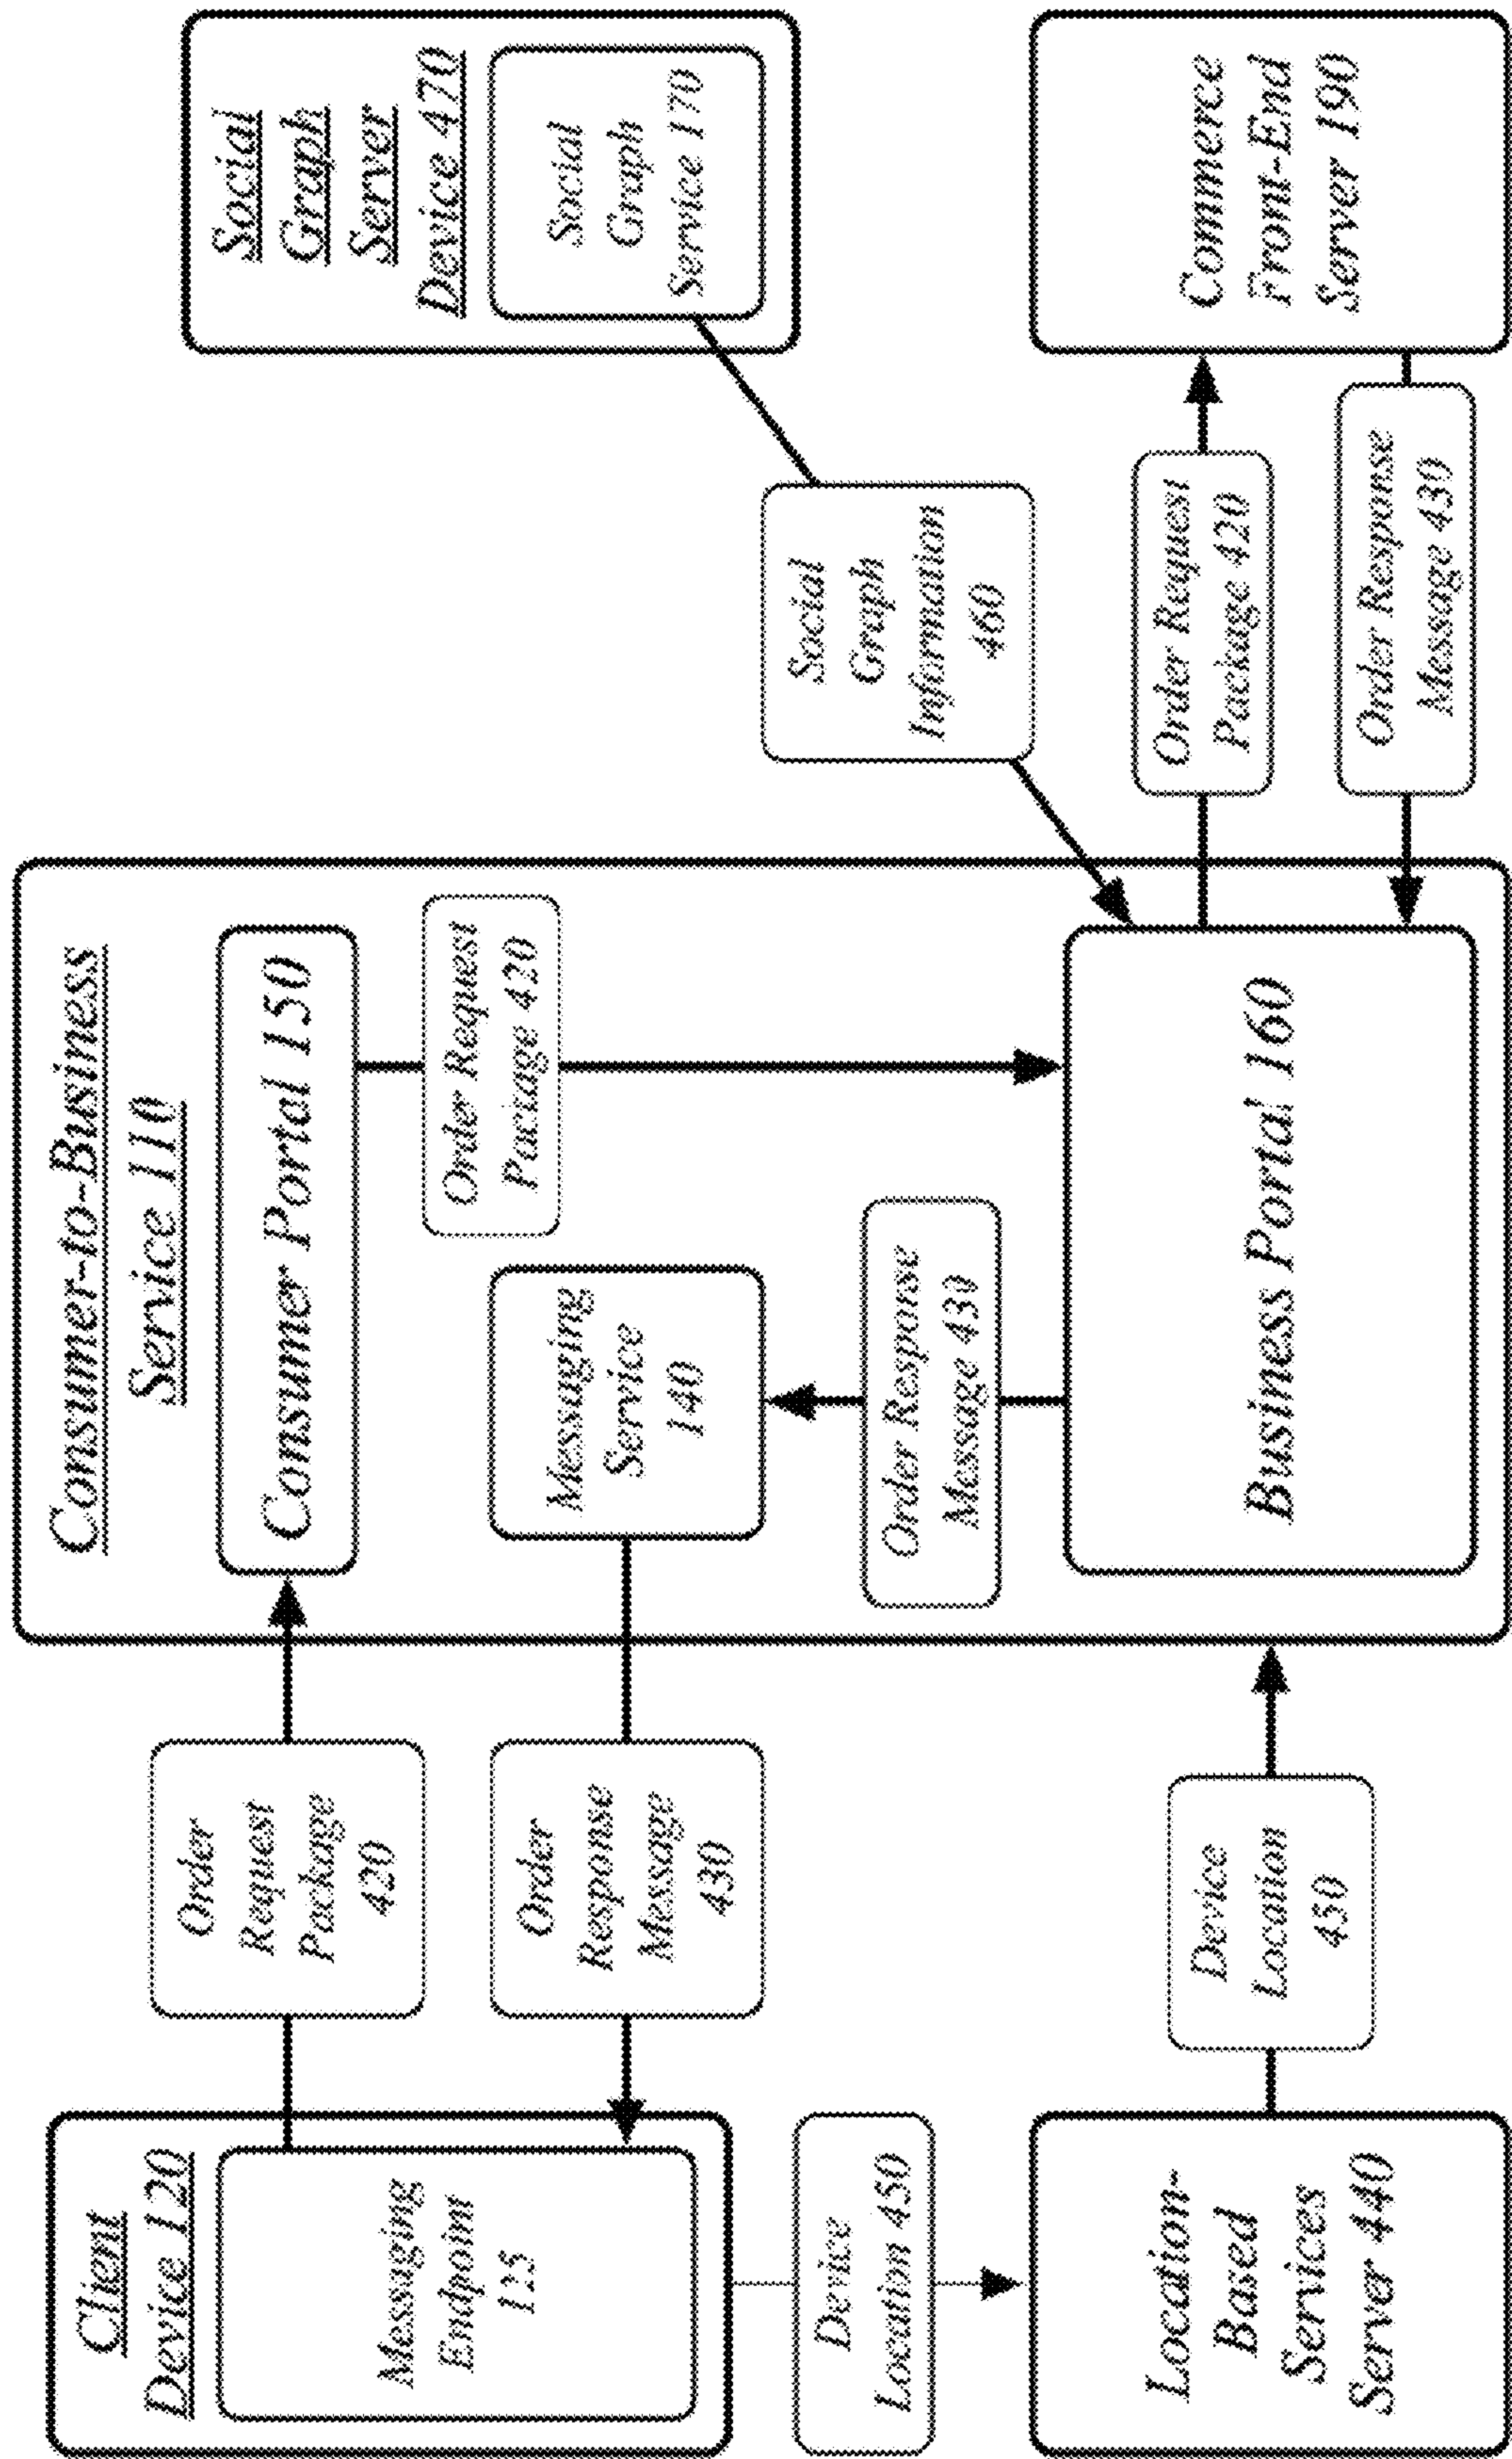 Client
Device 120
Messaging
Endpoint
125
Order
Request
Package
420
Order
Response
Message
430
Device
Location 450
Location-
Based
Services
Server 440
Device
Location
450
Consumer-to-Business
Service 110
Consumer Portal 150
Order Request
Package 420
Messaging
Service
140
Order Response
Message 430
Business Portal 160
Social
Graph
Server
Device 470
Social
Graph
Service 170
Social
Graph
Information
460
Order Request
Package 420
Order Response
Message 430
Commerce
Front-End
Server 190